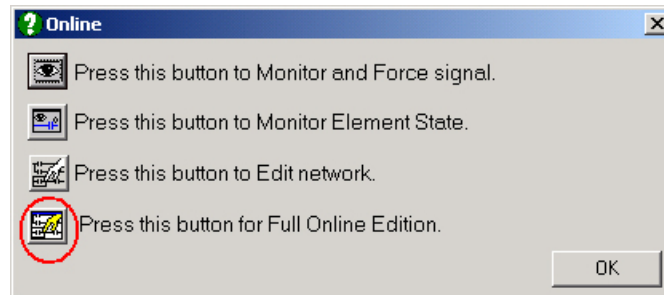 Online
Press this button to Monitor and Force signal.
Press this button to Monitor Element State.
Press this button to Edit network.
Press this button for Full Online Edition.
OK